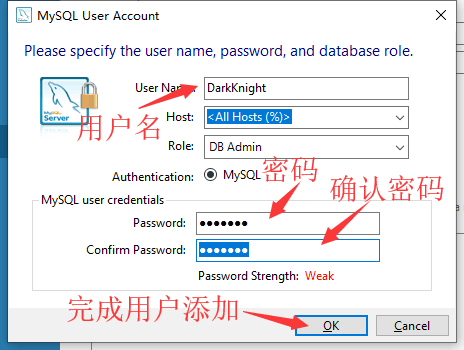 MySQL User Account
Please specify the user name, password, and database role.
User Name: DarkKnight
用户名
Host: <All Hosts (%)>
Role: DB Admin
MySQL
Server
Authentication: MySQL
密码
确认密码
MySQL user credentials
Password: ●●●●●●●
Confirm Password: ●●●●●●●
Password Strength: Weak
完成用户添加
OK
Cancel